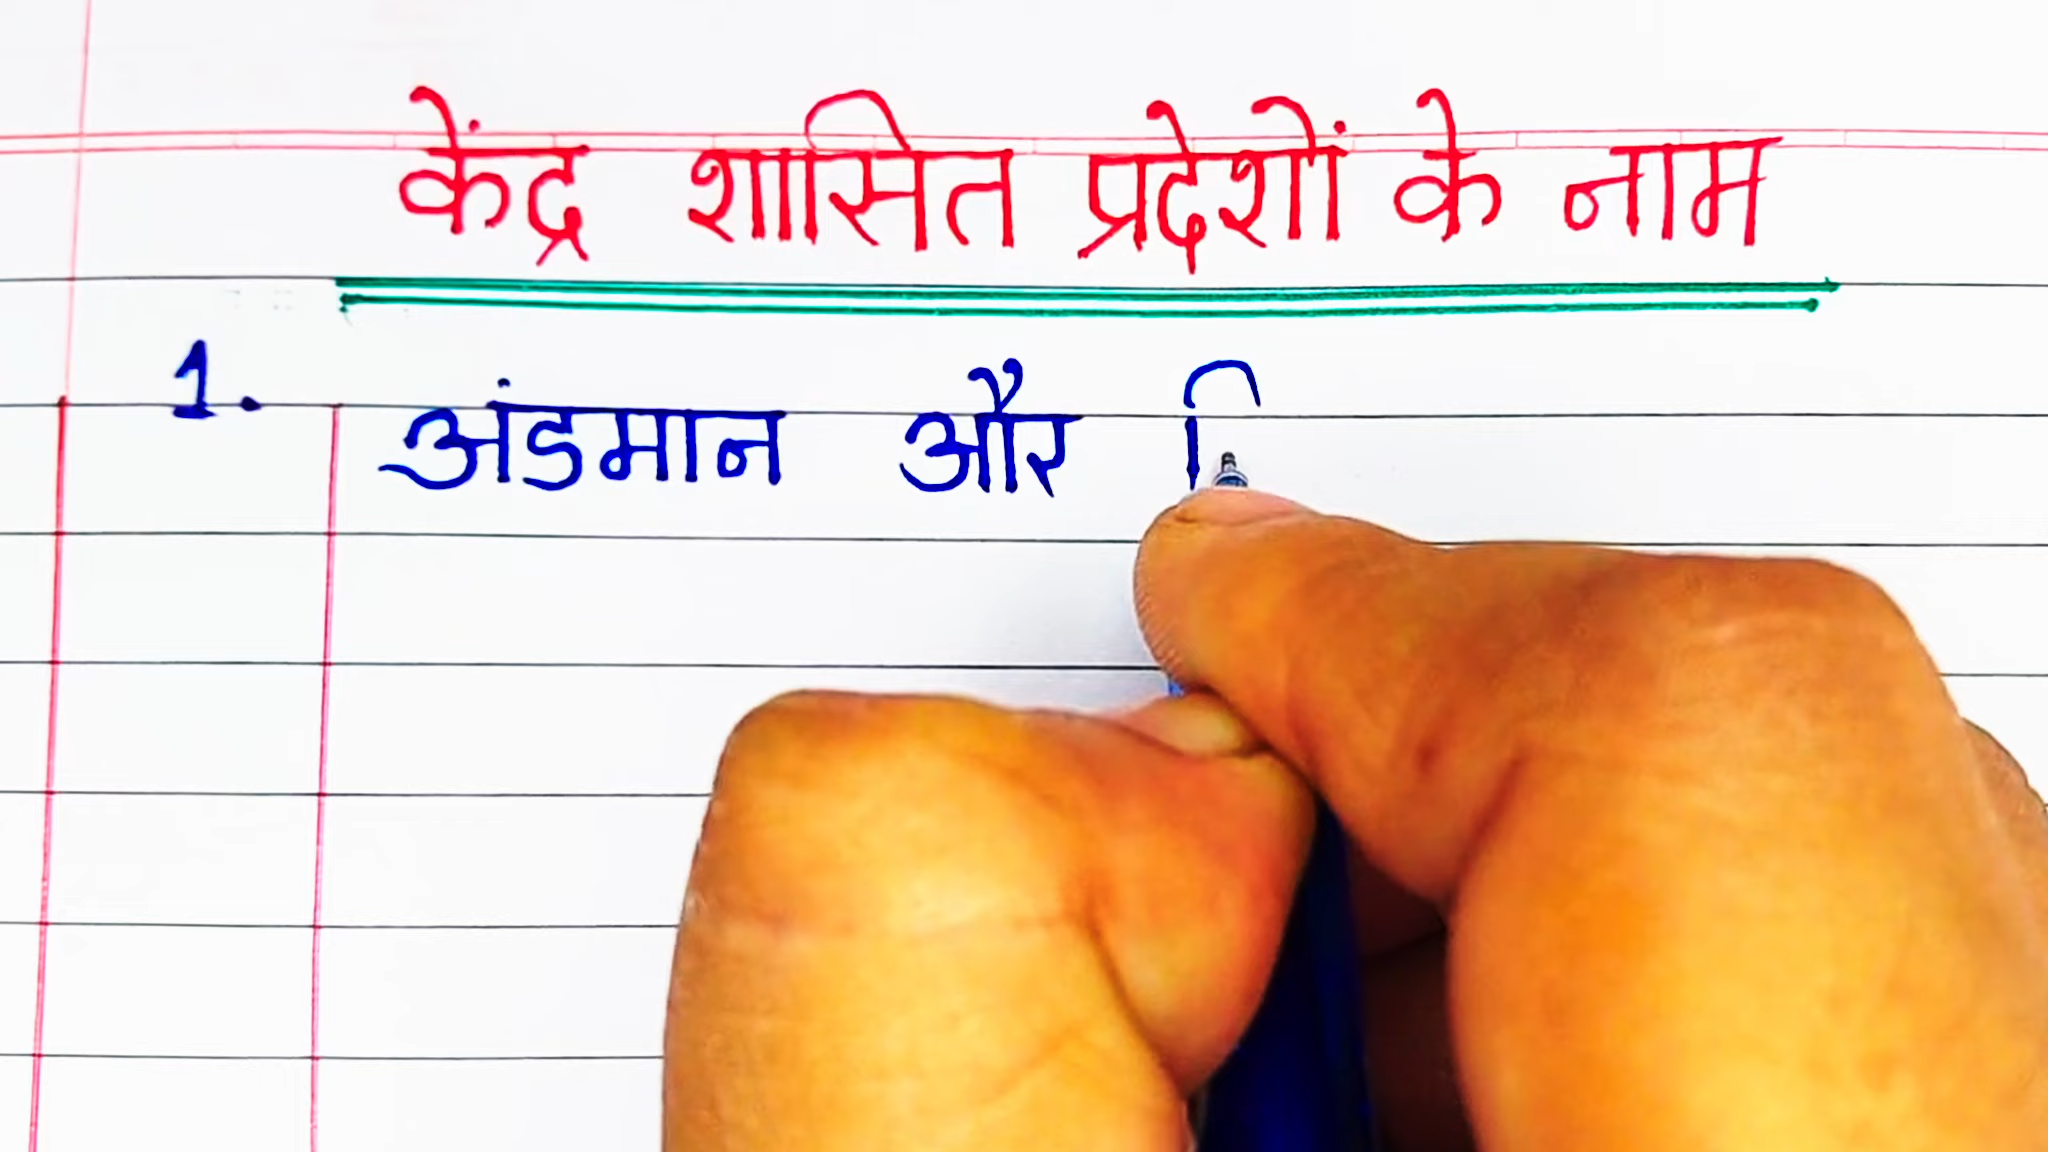 केंद्र शासित प्रदेशों के नाम
1. अंडमान और